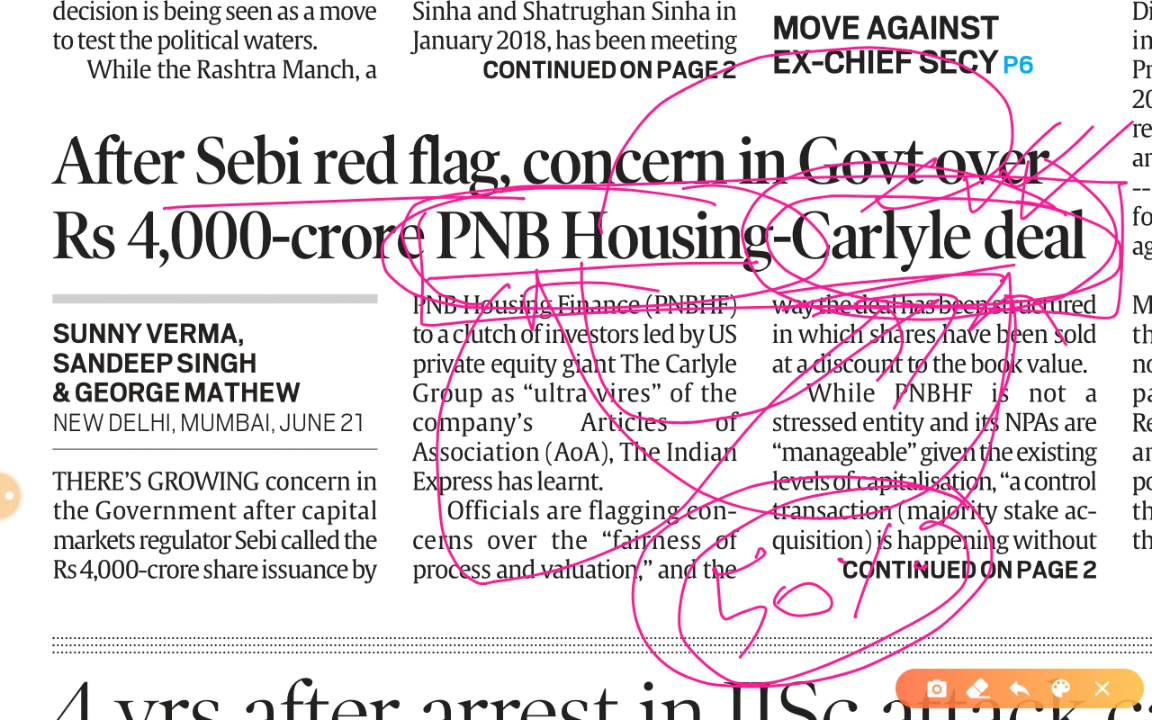 decision is being seen as a move
to test the political waters.
While the Rashtra Manch, a
Sinha and Shatrughan Sinha in
January 2018, has been meeting
CONTINUED ON PAGE 2
MOVE AGAINST
EX-CHIEF SECY P6
After Sebi red flag, concern in Govt over
Rs 4,000-crore PNB Housing-Carlyle deal
SUNNY VERMA,
SANDEEP SINGH
& GEORGE MATHEW
NEW DELHI, MUMBAI, JUNE 21
THERE'S GROWING concern in
the Government after capital
markets regulator Sebi called the
Rs 4,000-crore share issuance by
PNB Housing Finance (PNBHF)
to a clutch of investors led by US
private equity giant The Carlyle
Group as “ultra vires” of the
company's Articles of
Association (AoA), The Indian
Express has learnt.
Officials are flagging con-
cerns over the “fairness of
process and valuation,” and the
way the deal has been structured
in which shares have been sold
at a discount to the book value.
While PNBHF is not a
stressed entity and its NPAs are
“manageable” given the existing
levels of capitalisation, “a control
transaction (majority stake ac-
quisition) is happening without
CONTINUED ON PAGE 2
50%
4 yrs after arrest in IISc attack